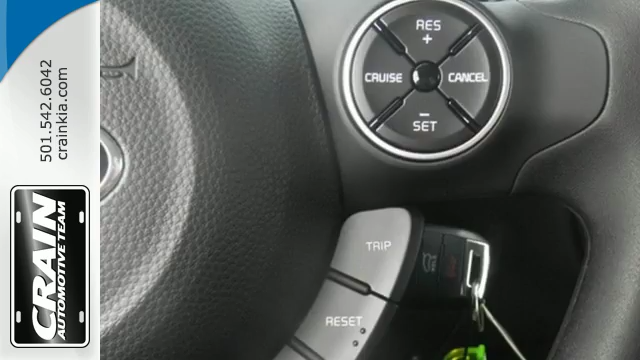 501.542.6042
crainkia.com
CRAIN
AUTOMOTIVE TEAM
RES
+
CRUISE
CANCEL
−
SET
TRIP
RESET